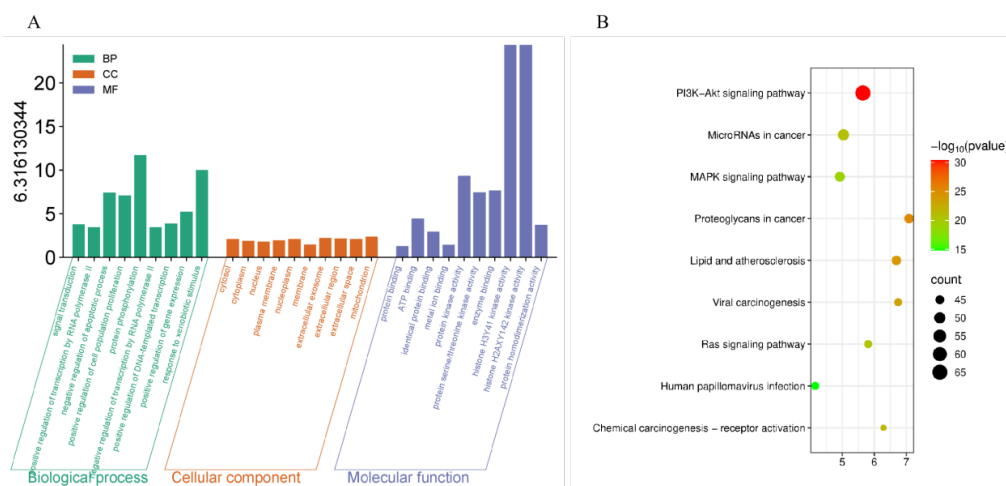 A
BP
CC
MF
20
15
10
5
0
6.316130344
signal transduction
positive regulation of transcription by RNA polymerase II
negative regulation of apoptotic process
positive regulation of cell population proliferation
protein phosphorylation
negative regulation of transcription by RNA polymerase II
positive regulation of DNA-templated transcription
positive regulation of gene expression
response to xenobiotic stimulus
cytosol
cytoplasm
nucleus
plasma membrane
nucleoplasm
membrane
extracellular exosome
extracellular region
extracellular space
mitochondrion
protein binding
ATP binding
identical protein binding
metal ion binding
protein kinase activity
protein serine/threonine kinase activity
enzyme binding
histone H3Y41 kinase activity
histone H2AXY142 kinase activity
protein homodimerization activity
Biological process
Cellular component
Molecular function
B
PI3K−Akt signaling pathway
MicroRNAs in cancer
MAPK signaling pathway
Proteoglycans in cancer
Lipid and atherosclerosis
Viral carcinogenesis
Ras signaling pathway
Human papillomavirus infection
Chemical carcinogenesis − receptor activation
5 6 7
−log10(pvalue)
30
25
20
15
count
45
50
55
60
65